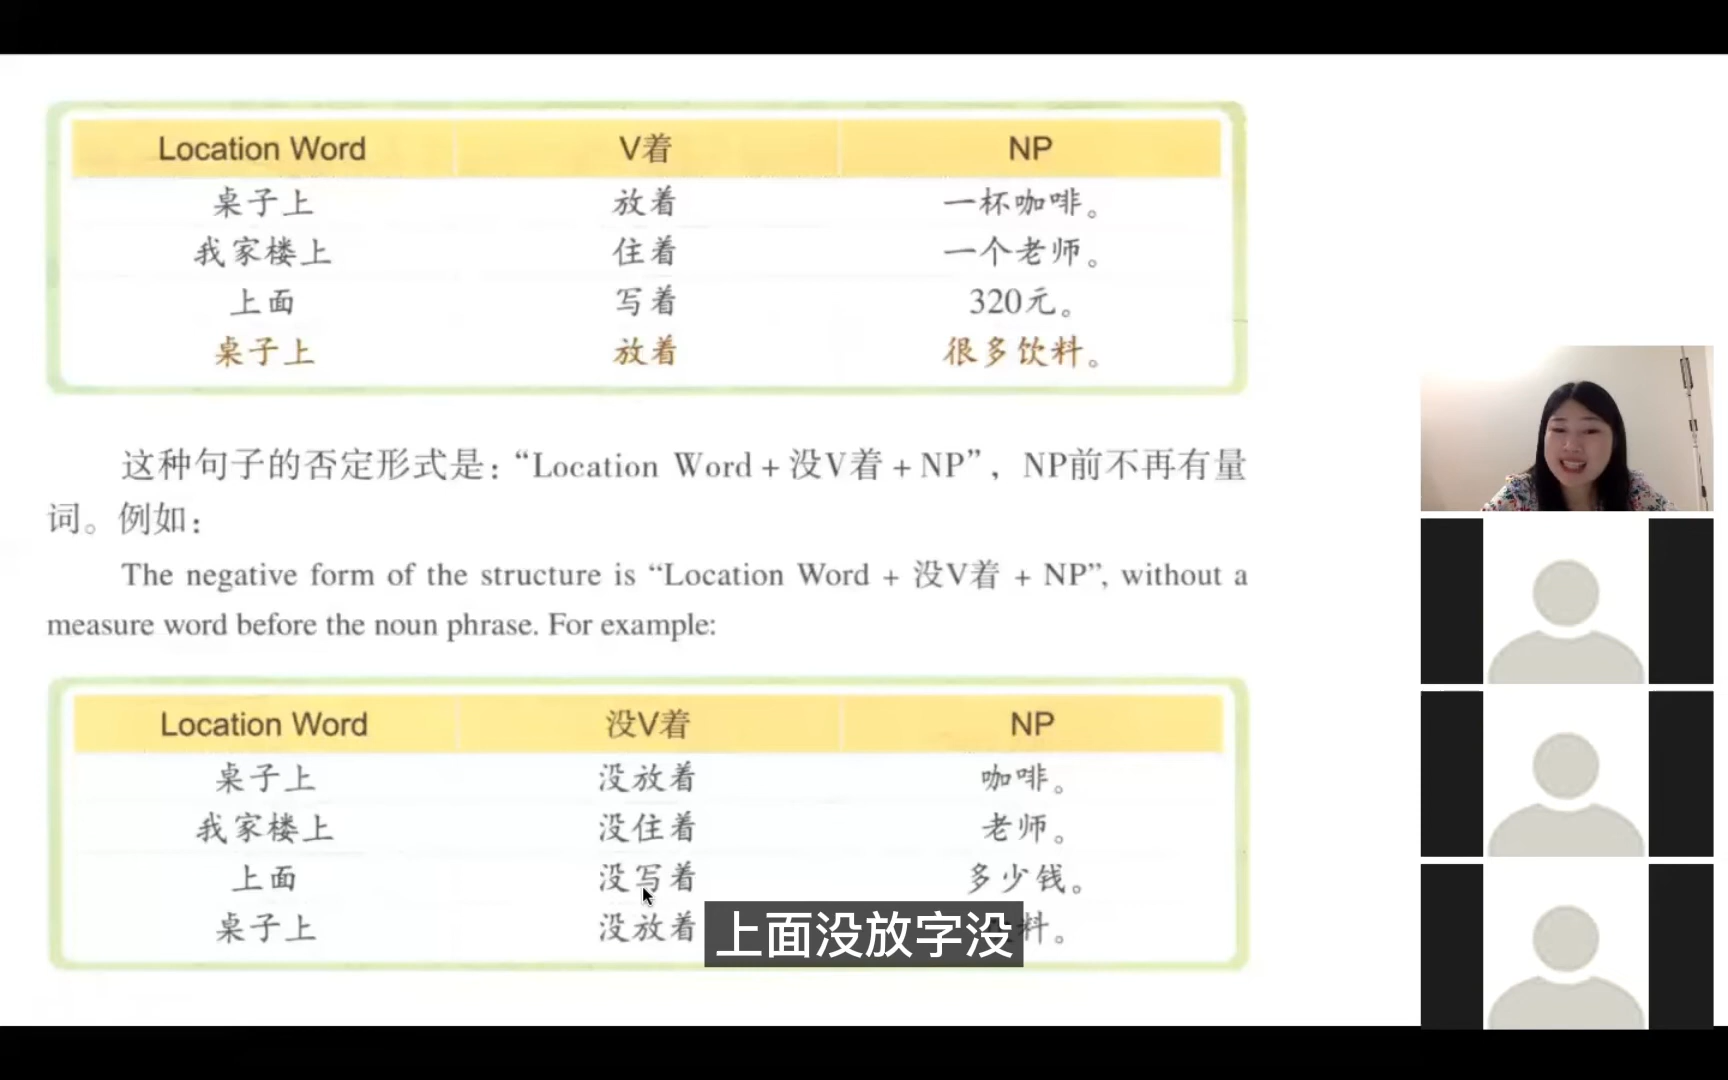 Location Word V着 NP
桌子上 放着 一杯咖啡。
我家楼上 住着 一个老师。
上面 写着 320元。
桌子上 放着 很多饮料。
这种句子的否定形式是：“Location Word + 没V着 + NP”，NP前不再有量
词。例如：
The negative form of the structure is “Location Word + 没V着 + NP”, without a
measure word before the noun phrase. For example:
Location Word 没V着 NP
桌子上 没放着 咖啡。
我家楼上 没住着 老师。
上面 没写着 多少钱。
桌子上 没放着 料。
上面没放字没